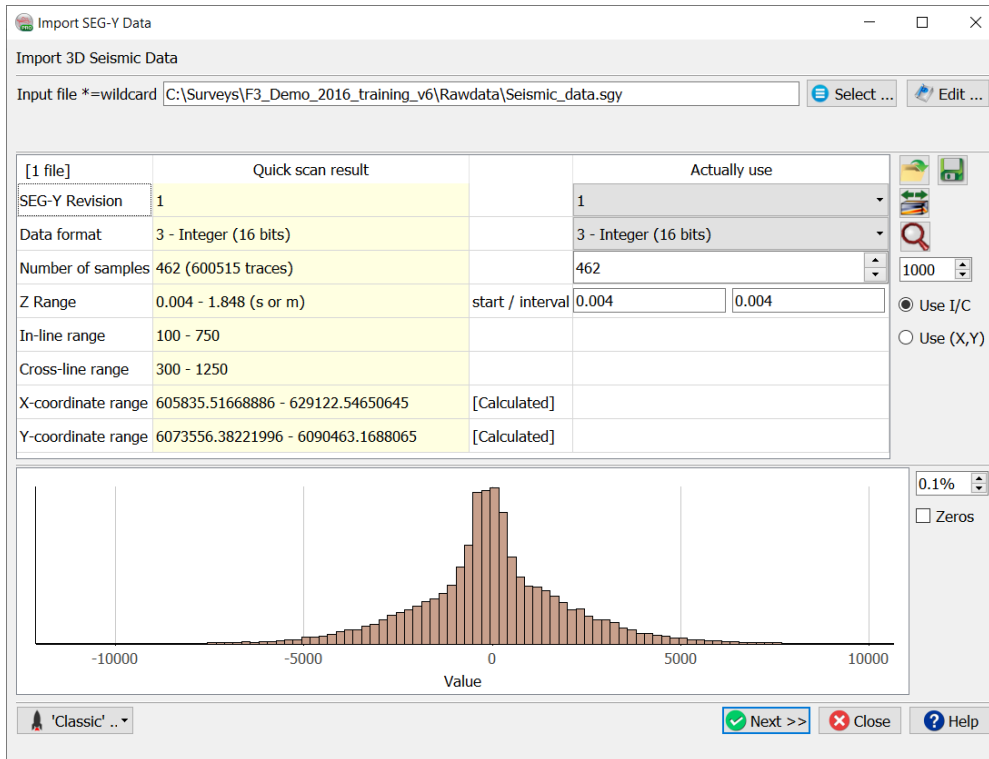 Import SEG-Y Data
Import 3D Seismic Data
Input file *=wildcard C:\Surveys\F3_Demo_2016_training_v6\Rawdata\Seismic_data.sgy Select ... Edit ...
[1 file] Quick scan result Actually use
SEG-Y Revision 1 1
Data format 3 - Integer (16 bits) 3 - Integer (16 bits)
Number of samples 462 (600515 traces) 462 1000
Z Range 0.004 - 1.848 (s or m) start / interval 0.004 0.004 Use I/C
In-line range 100 - 750 Use (X,Y)
Cross-line range 300 - 1250
X-coordinate range 605835.51668886 - 629122.54650645 [Calculated]
Y-coordinate range 6073556.38221996 - 6090463.1688065 [Calculated]
0.1%
Zeros
-10000 -5000 0 5000 10000
Value
'Classic' .. Next >> Close Help